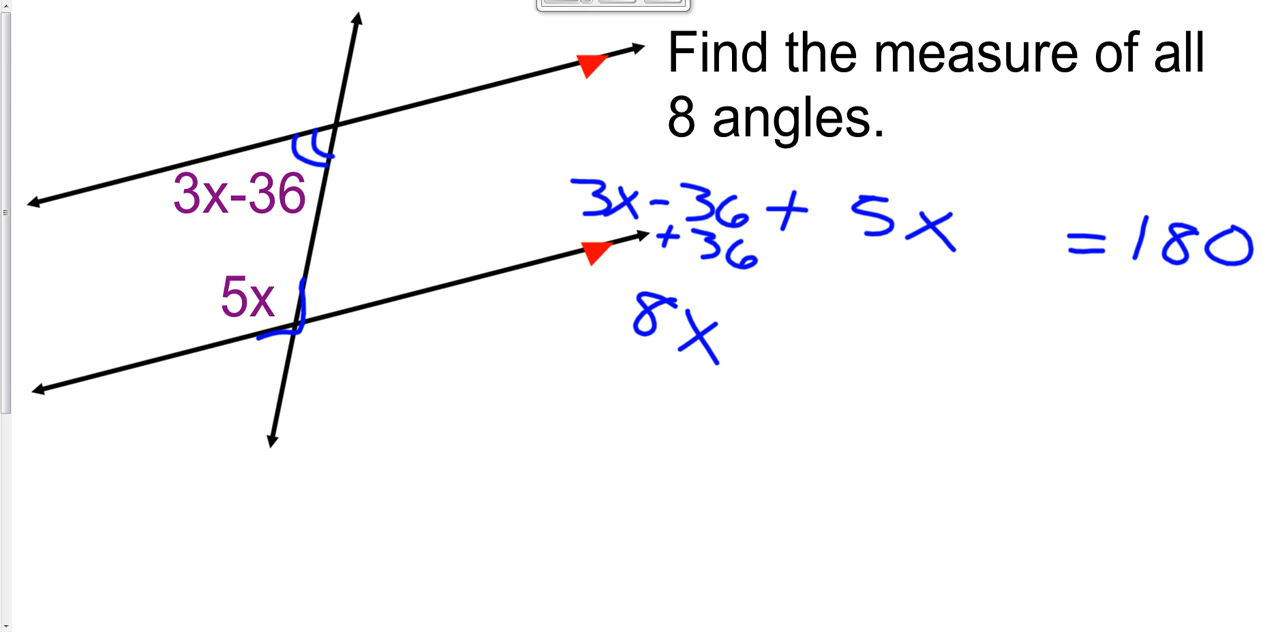 Find the measure of all
8 angles.
3x-36
3x-36 + 5x = 180
+ 36
5x
8x